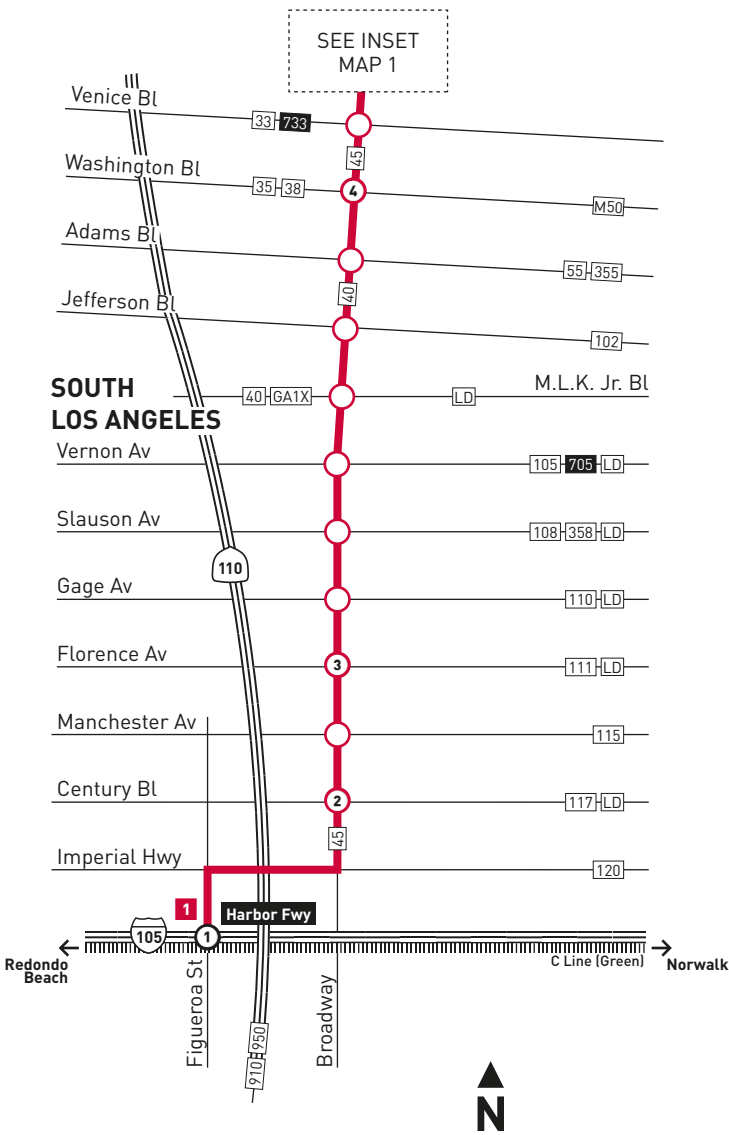 SEE INSET
MAP 1
Venice Bl
33 733
45
Washington Bl
35 38
4
M50
Adams Bl
55 355
40
Jefferson Bl
102
SOUTH
LOS ANGELES
40 GA1X
LD
M.L.K. Jr. Bl
Vernon Av
105 705 LD
Slauson Av
108 358 LD
110
Gage Av
110 LD
Florence Av
3
111 LD
Manchester Av
115
Century Bl
2
117 LD
45
Imperial Hwy
120
1
Harbor Fwy
105
1
Redondo
Beach
C Line (Green)
Norwalk
Figueroa St
Broadway
910 950
N